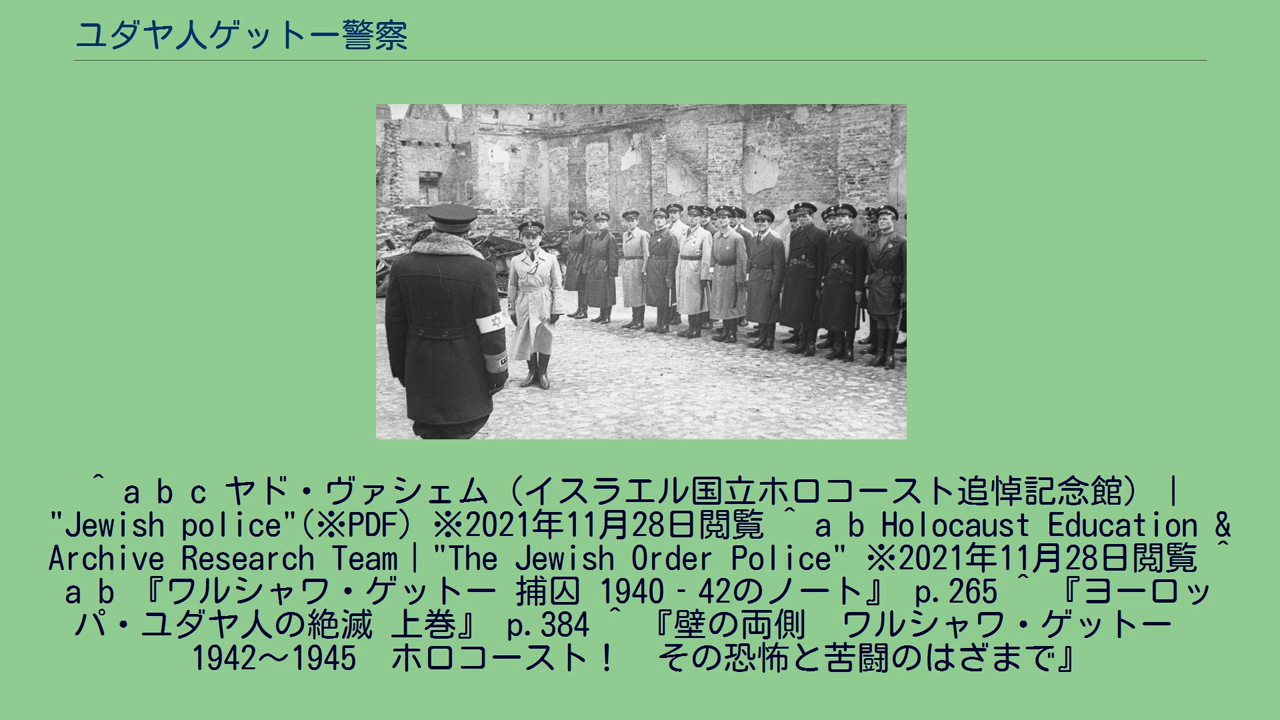 ユダヤ人ゲットー警察
^ a b c ヤド・ヴァシェム（イスラエル国立ホロコースト追悼記念館）｜
"Jewish police"(※PDF) ※2021年11月28日閲覧 ^ a b Holocaust Education &
Archive Research Team｜"The Jewish Order Police" ※2021年11月28日閲覧 ^
a b 『ワルシャワ・ゲットー 捕囚 1940‐42のノート』 p.265 ^ 『ヨーロッ
パ・ユダヤ人の絶滅 上巻』 p.384 ^ 『壁の両側　ワルシャワ・ゲットー
1942〜1945　ホロコースト！　その恐怖と苦闘のはざまで』